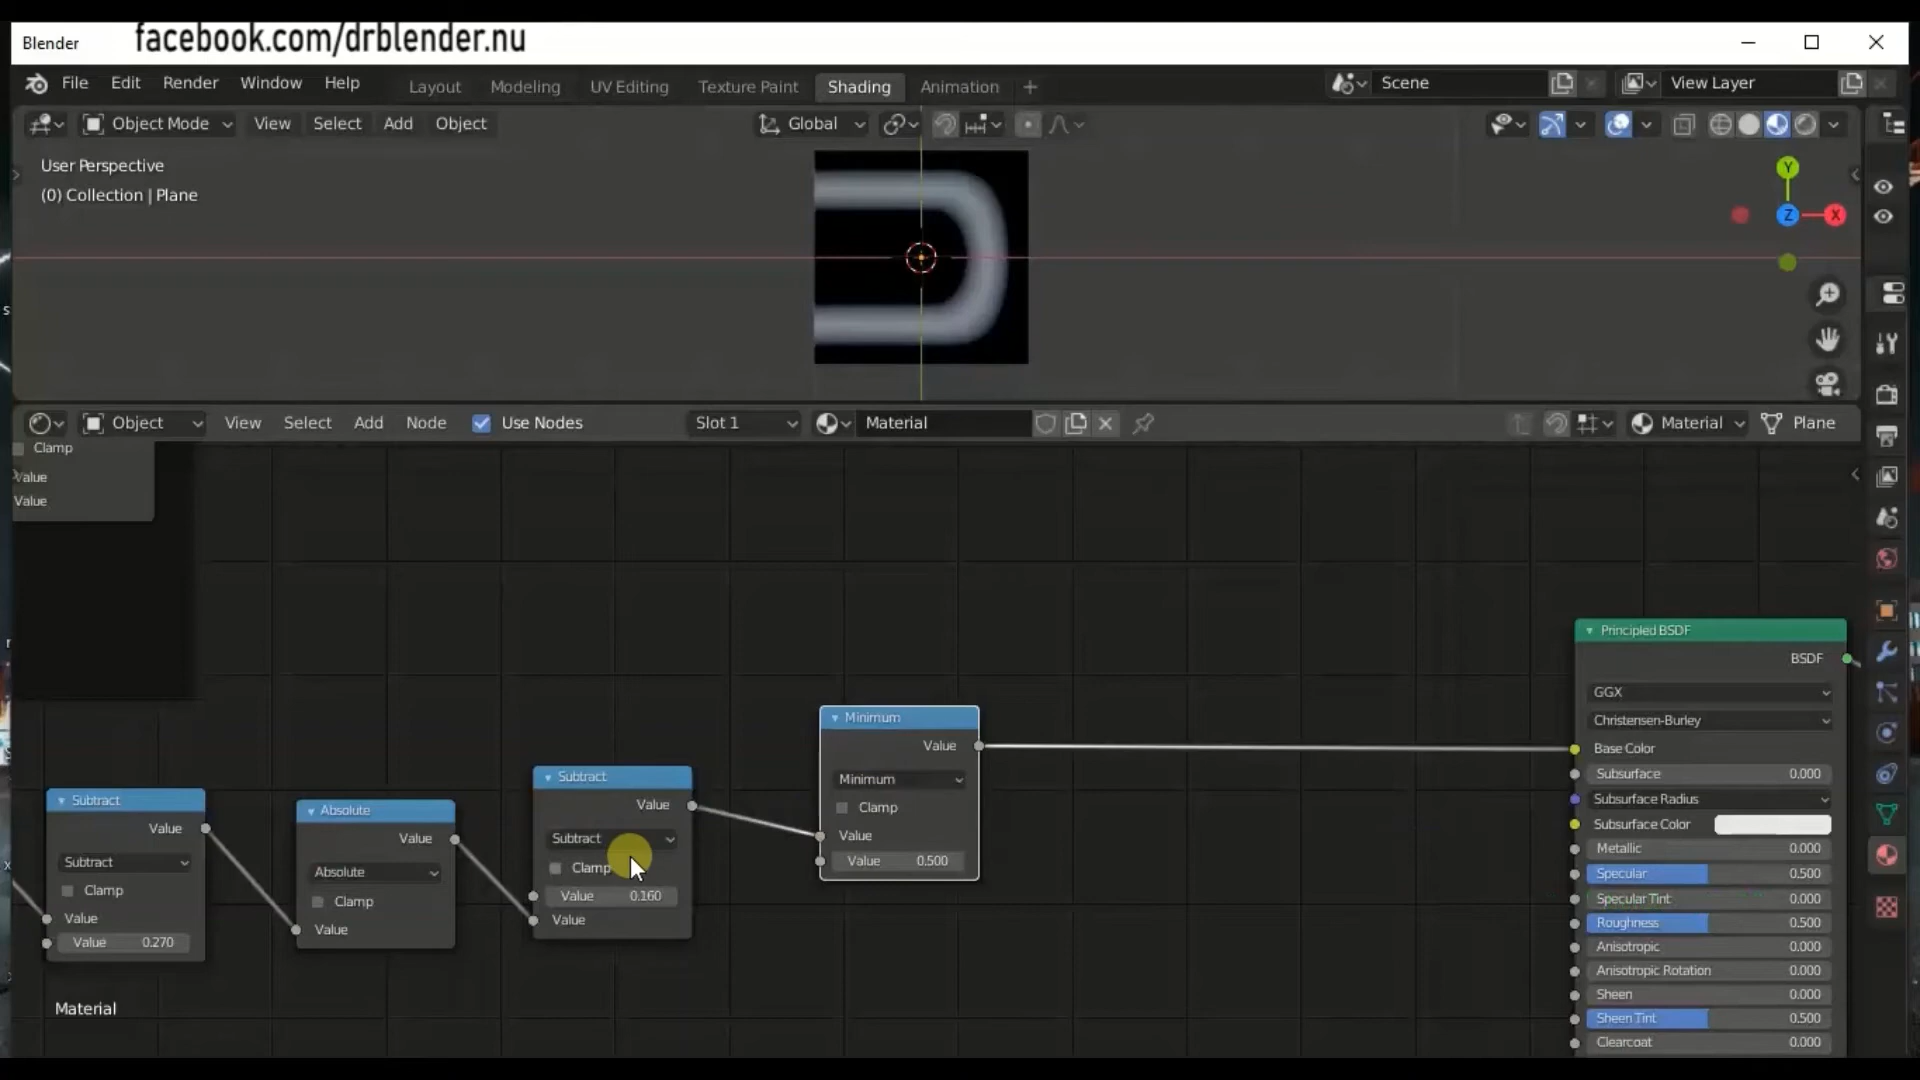 Blender facebook.com/drblender.nu
File Edit Render Window Help Layout Modeling UV Editing Texture Paint Shading Animation + Scene View Layer
Object Mode View Select Add Object Global
User Perspective
(0) Collection | Plane
Y
Z X
Object View Select Add Node Use Nodes Slot 1 Material Material Plane
Clamp
Value
Value
Principled BSDF
BSDF
GGX
Christensen-Burley
Base Color
Subsurface 0.000
Subsurface Radius
Subsurface Color
Metallic 0.000
Specular 0.500
Specular Tint 0.000
Roughness 0.500
Anisotropic 0.000
Anisotropic Rotation 0.000
Sheen 0.000
Sheen Tint 0.500
Clearcoat 0.000
Minimum
Value
Minimum
Clamp
Value
Value 0.500
Subtract
Value
Subtract
Clamp
Value 0.160
Value
Absolute
Value
Absolute
Clamp
Value
Subtract
Value
Subtract
Clamp
Value
Value 0.270
Material